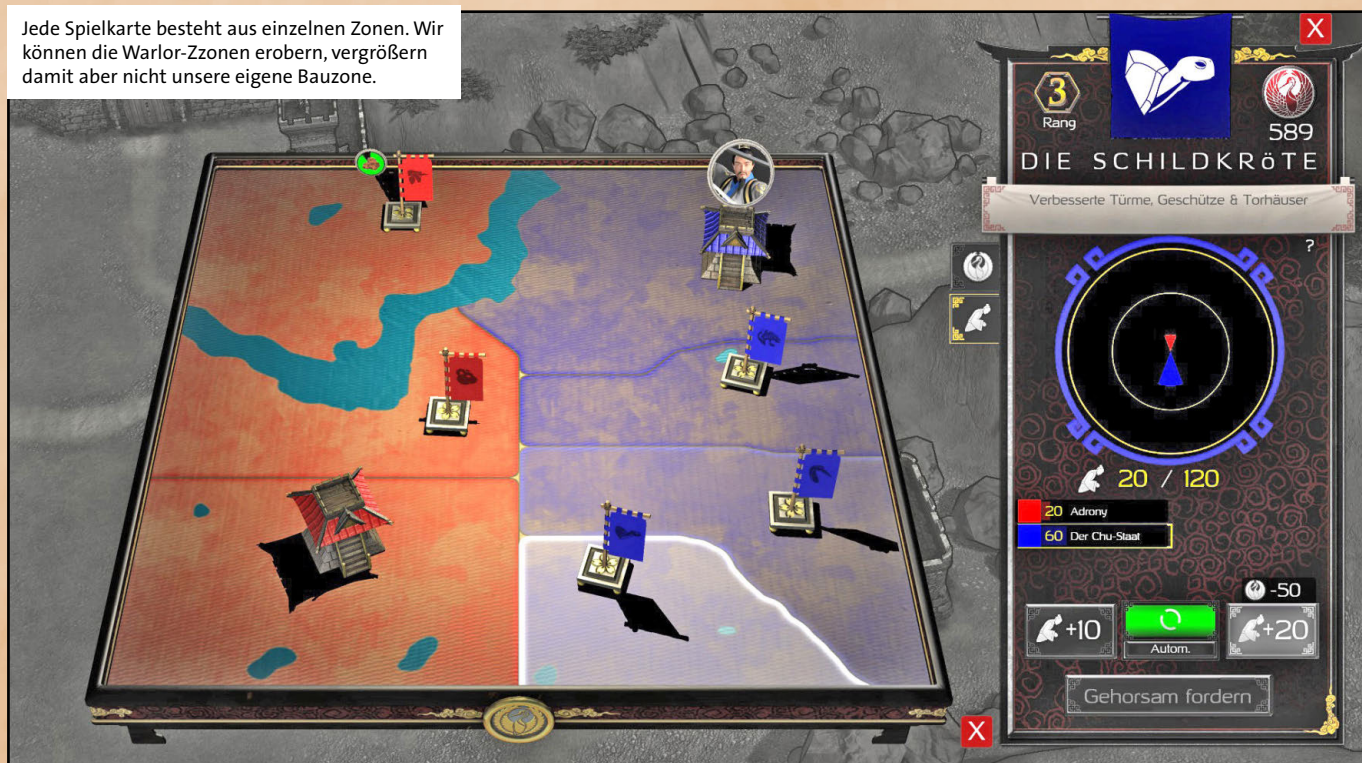 Jede Spielkarte besteht aus einzelnen Zonen. Wir
können die Warlor-Zzonen erobern, vergrößern
damit aber nicht unsere eigene Bauzone.
X
3
Rang
589
DIE SCHILDKRöTE
Verbesserte Türme, Geschütze & Torhäuser
?
20 / 120
20 Adrony
60 Der Chu-Staat
-50
+10
Autom.
+20
Gehorsam fordern
X